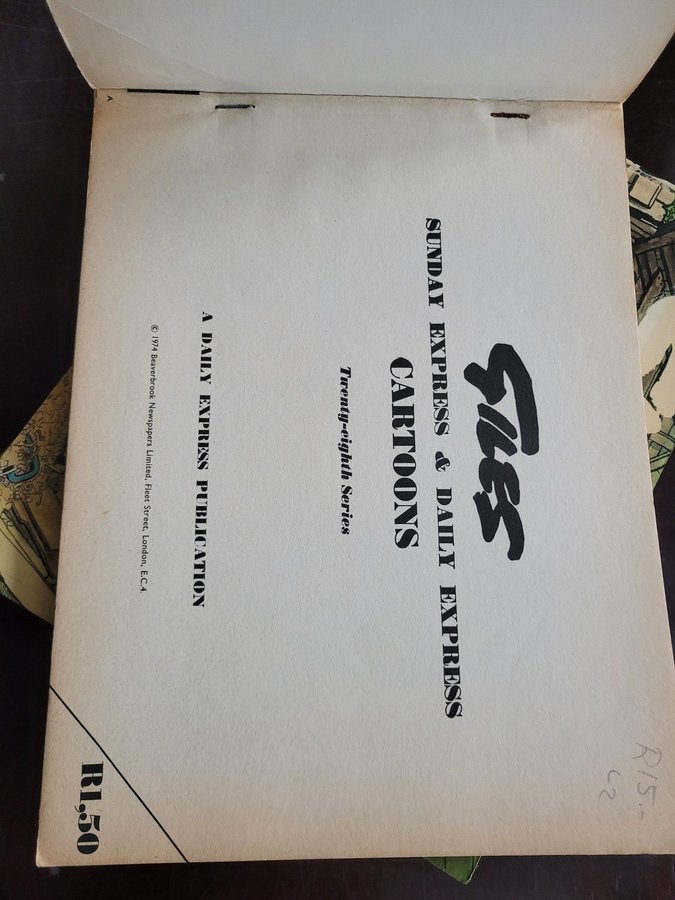 R15.-
L2
GILES
SUNDAY EXPRESS & DAILY EXPRESS
CARTOONS
Twenty-eighth Series
A DAILY EXPRESS PUBLICATION
© 1974 Beaverbrook Newspapers Limited, Fleet Street, London, E.C.4.
R1,50
A